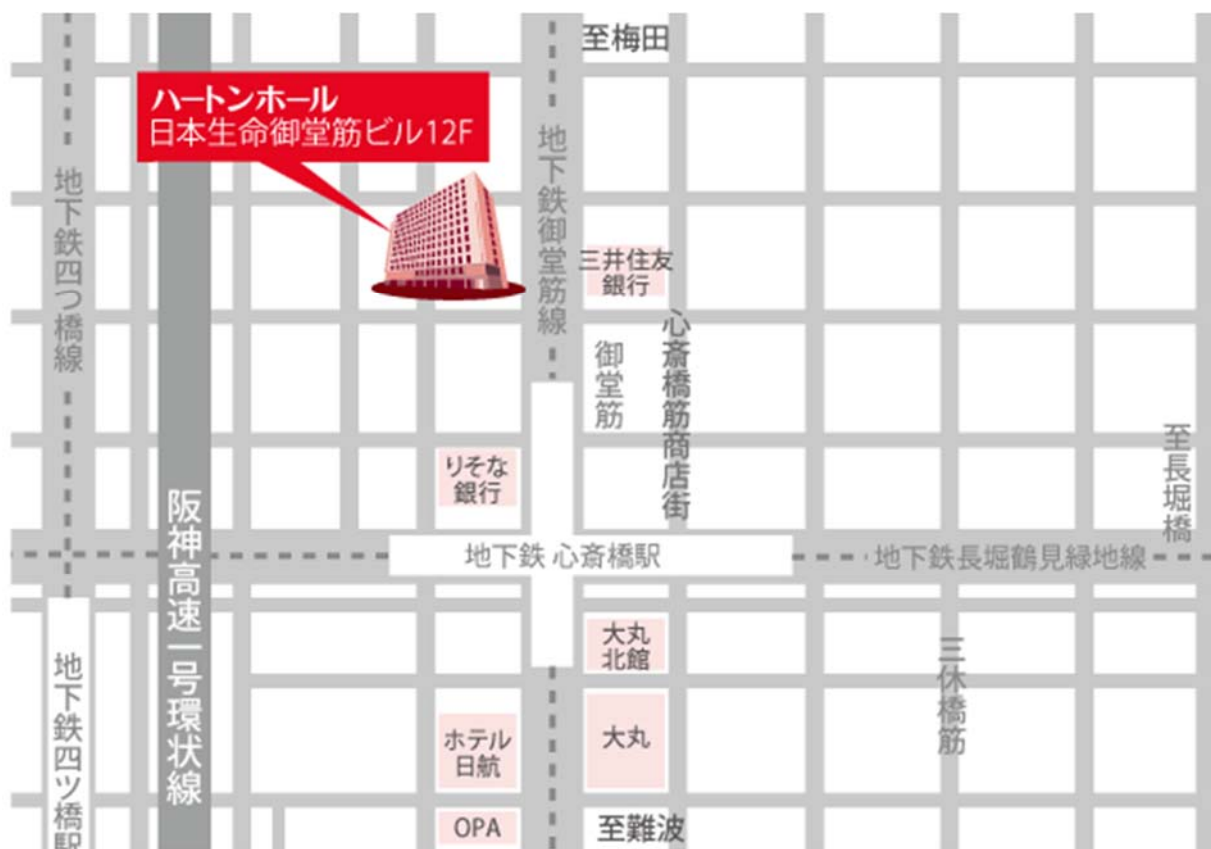 至梅田
ハートンホール
日本生命御堂筋ビル12F
地下鉄四つ橋線
地下鉄御堂筋線
三井住友
銀行
御堂筋
心斎橋筋商店街
至長堀橋
りそな
銀行
阪神高速一号環状線
地下鉄 心斎橋駅
地下鉄長堀鶴見緑地線
大丸
北館
三休橋筋
地下鉄四ツ橋駅
ホテル
日航
大丸
OPA
至難波